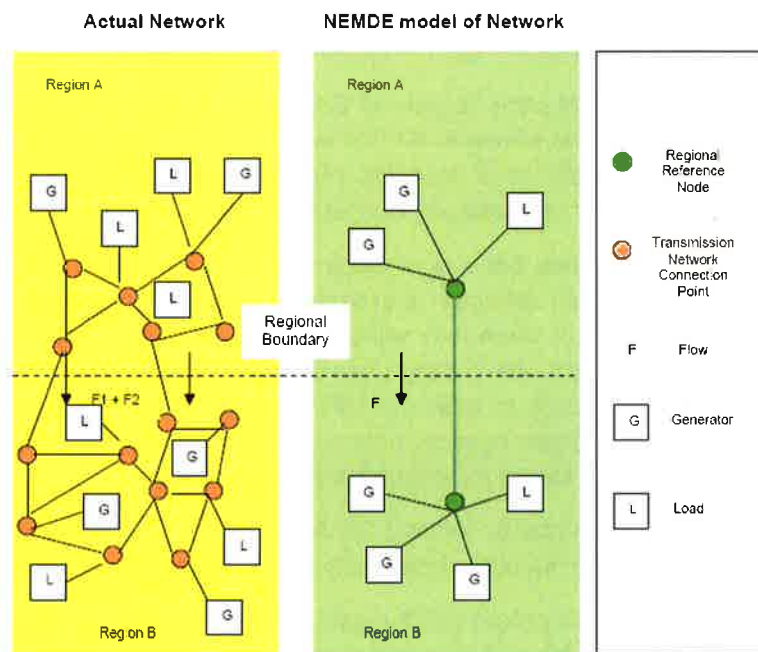 Actual Network
NEMDE model of Network
Region A
Region A
L
G
G
G
L
L
G
G
L
Regional
Boundary
F1 + F2
F
L
G
G
L
L
G
G
L
G
G
Region B
Region B
Regional
Reference
Node
Transmission
Network
Connection
Point
F Flow
G Generator
L Load